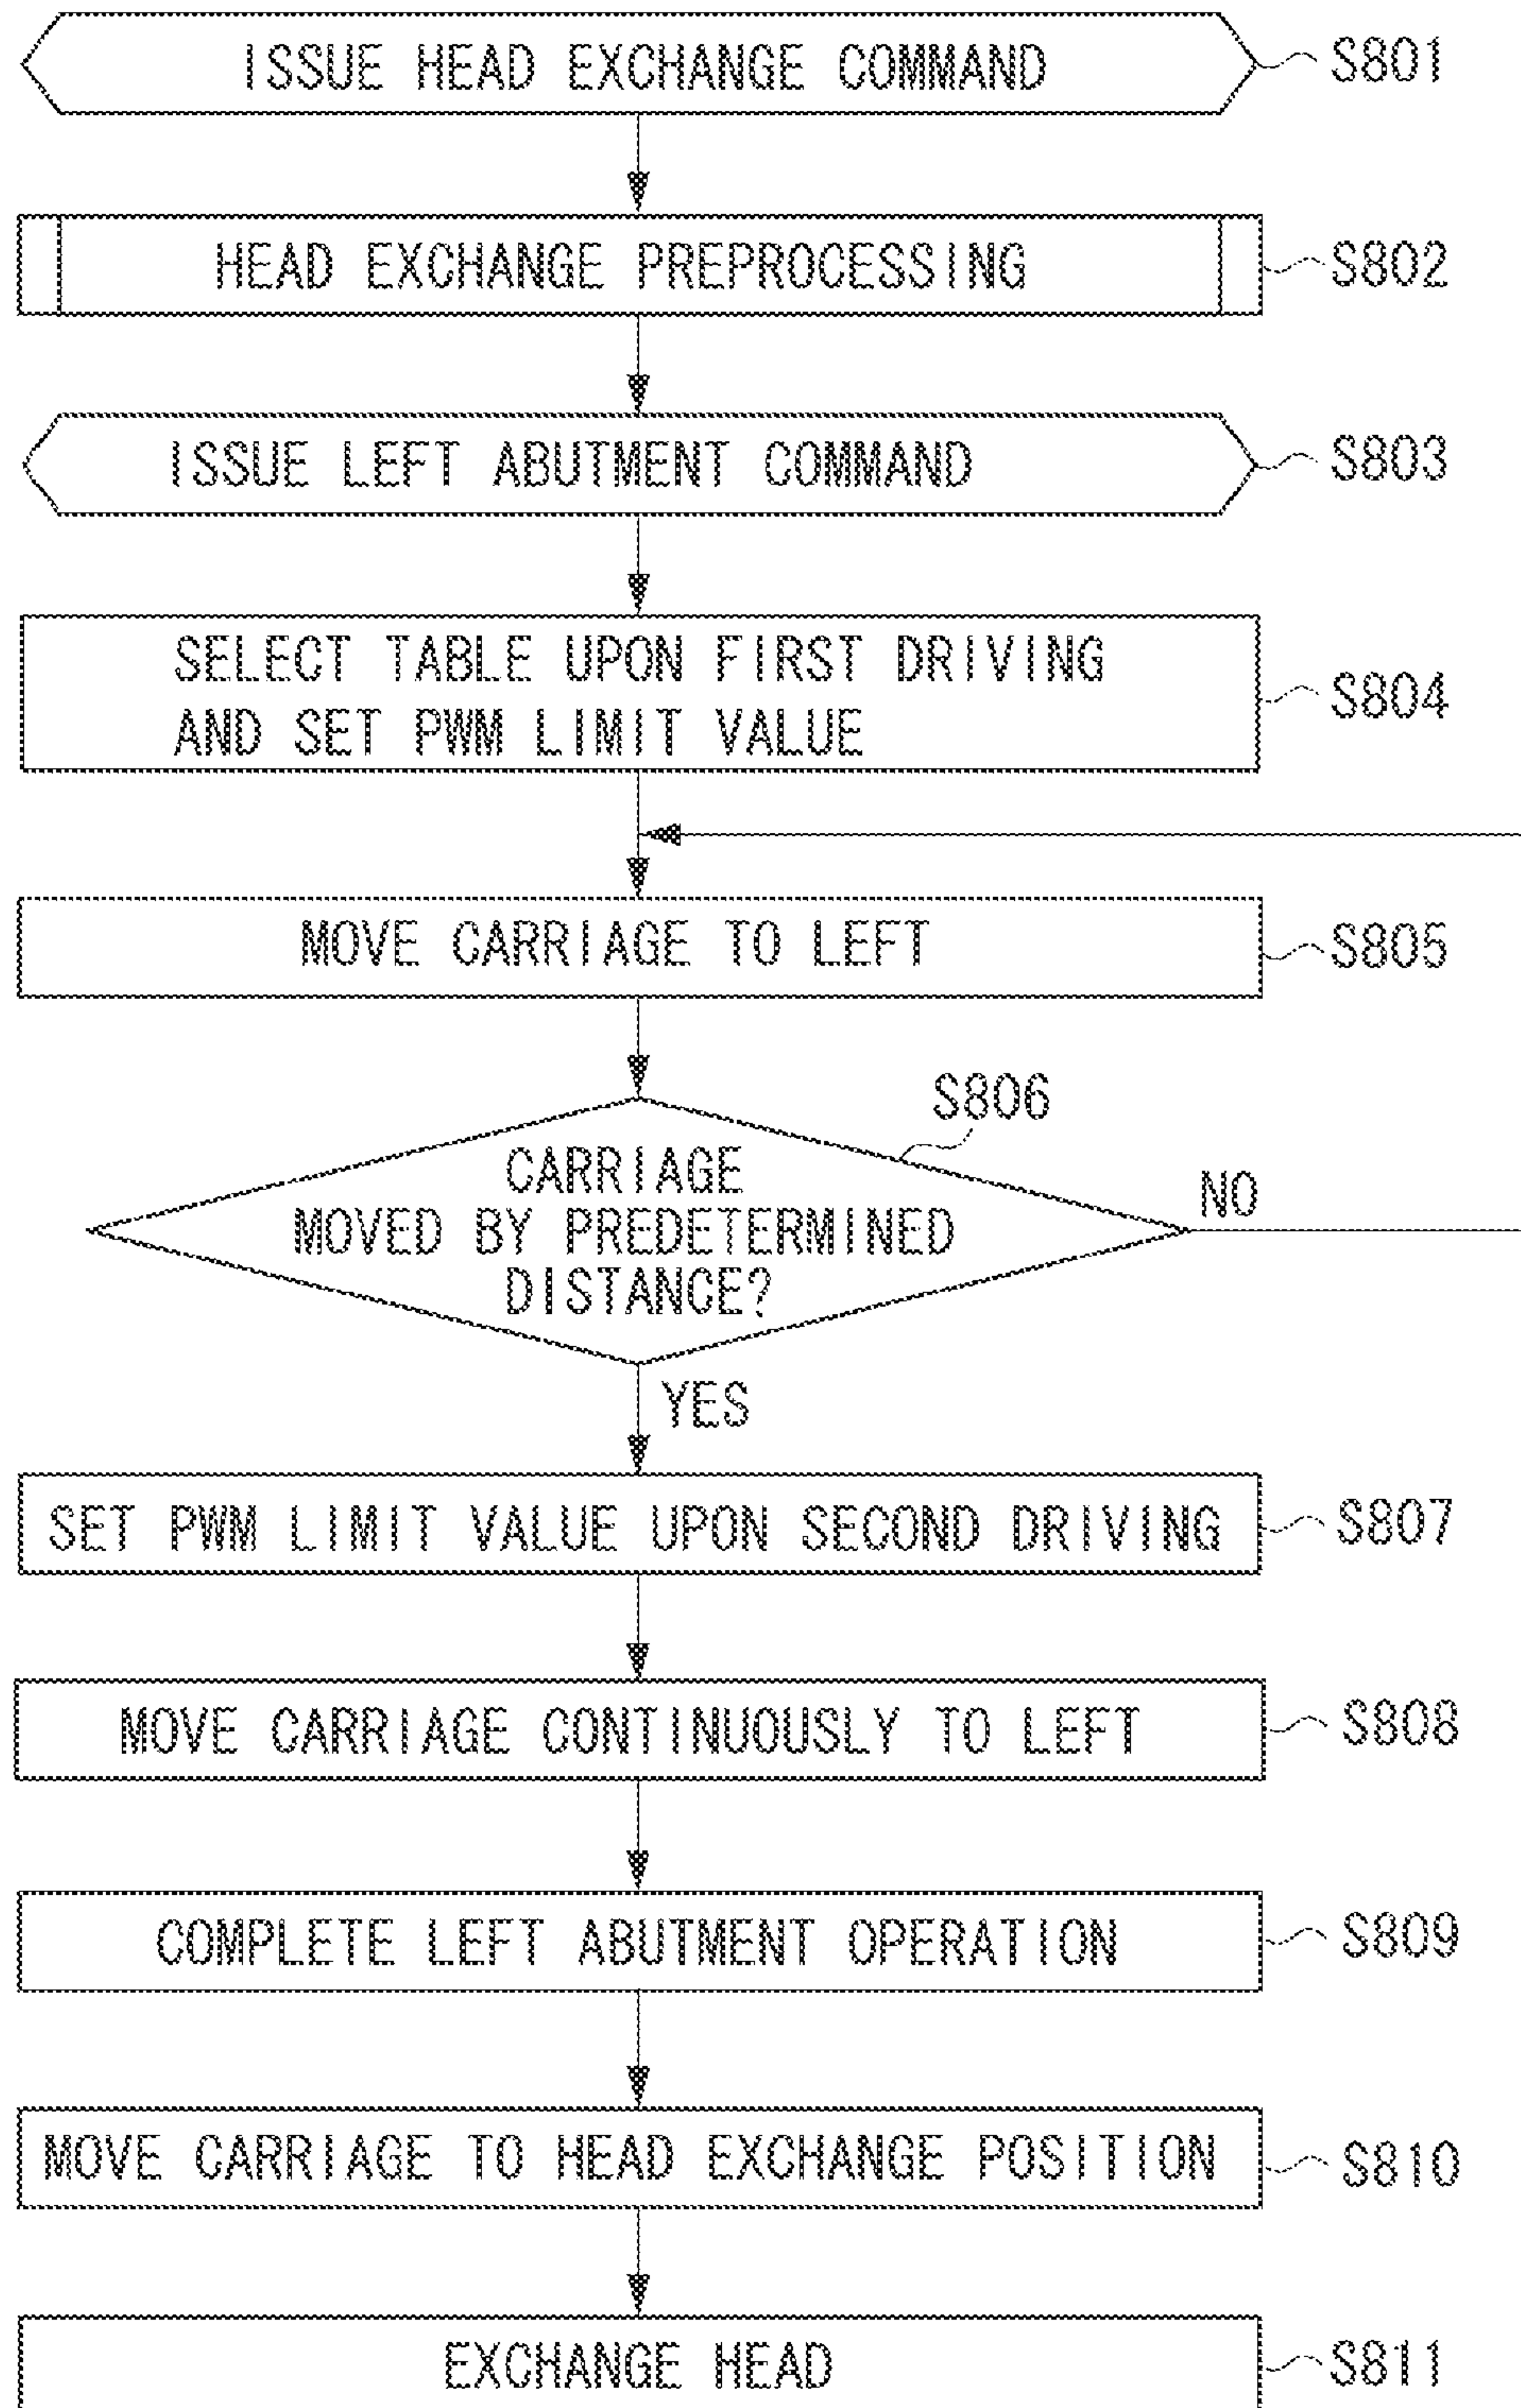 ISSUE HEAD EXCHANGE COMMAND S801
HEAD EXCHANGE PREPROCESSING S802
ISSUE LEFT ABUTMENT COMMAND S803
SELECT TABLE UPON FIRST DRIVING
AND SET PWM LIMIT VALUE
S804
MOVE CARRIAGE TO LEFT S805
S806
CARRIAGE
MOVED BY PREDETERMINED
DISTANCE?
NO
YES
SET PWM LIMIT VALUE UPON SECOND DRIVING S807
MOVE CARRIAGE CONTINUOUSLY TO LEFT S808
COMPLETE LEFT ABUTMENT OPERATION S809
MOVE CARRIAGE TO HEAD EXCHANGE POSITION S810
EXCHANGE HEAD S811